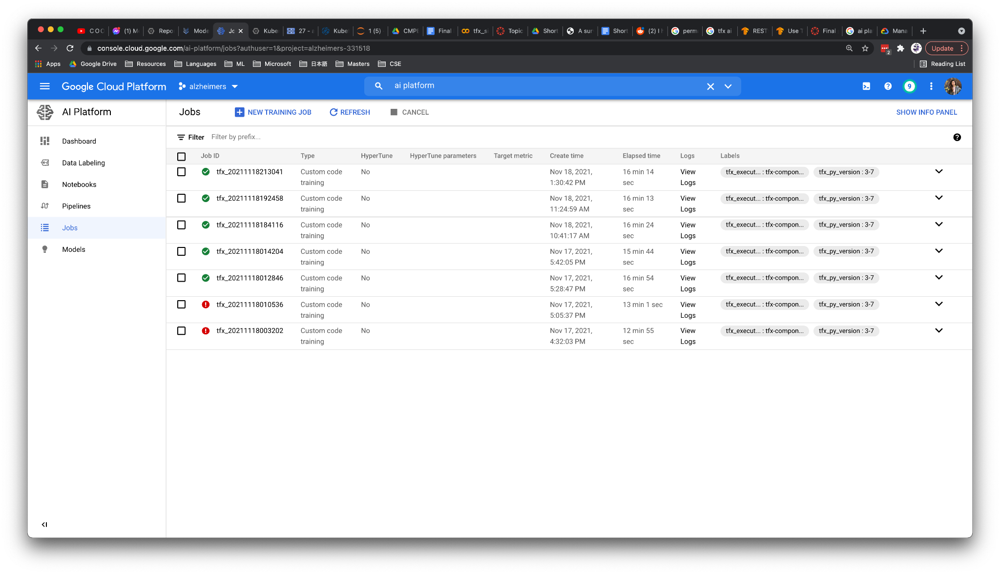 C O C (1) M Repo Mode Jo Kube 27 - a Kube 1 (5) CMPE Final tfx_si Topic Short A sur Short (2) I h perm tfx ai REST Use T Final ai pla Mana
console.cloud.google.com/ai-platform/jobs?authuser=1&project=alzheimers-331518 2 Update
Apps Google Drive Resources Languages ML Microsoft 日本語 Masters CSE Reading List
Google Cloud Platform alzheimers ai platform 9
AI Platform Jobs NEW TRAINING JOB REFRESH CANCEL SHOW INFO PANEL
Dashboard
Data Labeling
Notebooks
Pipelines
Jobs
Models
Filter Filter by prefix...
Job ID Type HyperTune HyperTune parameters Target metric Create time Elapsed time Logs Labels
tfx_20211118213041 Custom code No Nov 18, 2021, 16 min 14 View tfx_execut... : tfx-compon... tfx_py_version : 3-7
training 1:30:42 PM sec Logs
tfx_20211118192458 Custom code No Nov 18, 2021, 16 min 13 View tfx_execut... : tfx-compon... tfx_py_version : 3-7
training 11:24:59 AM sec Logs
tfx_20211118184116 Custom code No Nov 18, 2021, 16 min 24 View tfx_execut... : tfx-compon... tfx_py_version : 3-7
training 10:41:17 AM sec Logs
tfx_20211118014204 Custom code No Nov 17, 2021, 15 min 44 View tfx_execut... : tfx-compon... tfx_py_version : 3-7
training 5:42:05 PM sec Logs
tfx_20211118012846 Custom code No Nov 17, 2021, 16 min 54 View tfx_execut... : tfx-compon... tfx_py_version : 3-7
training 5:28:47 PM sec Logs
tfx_20211118010536 Custom code No Nov 17, 2021, 13 min 1 sec View tfx_execut... : tfx-compon... tfx_py_version : 3-7
training 5:05:37 PM Logs
tfx_20211118003202 Custom code No Nov 17, 2021, 12 min 55 View tfx_execut... : tfx-compon... tfx_py_version : 3-7
training 4:32:03 PM sec Logs